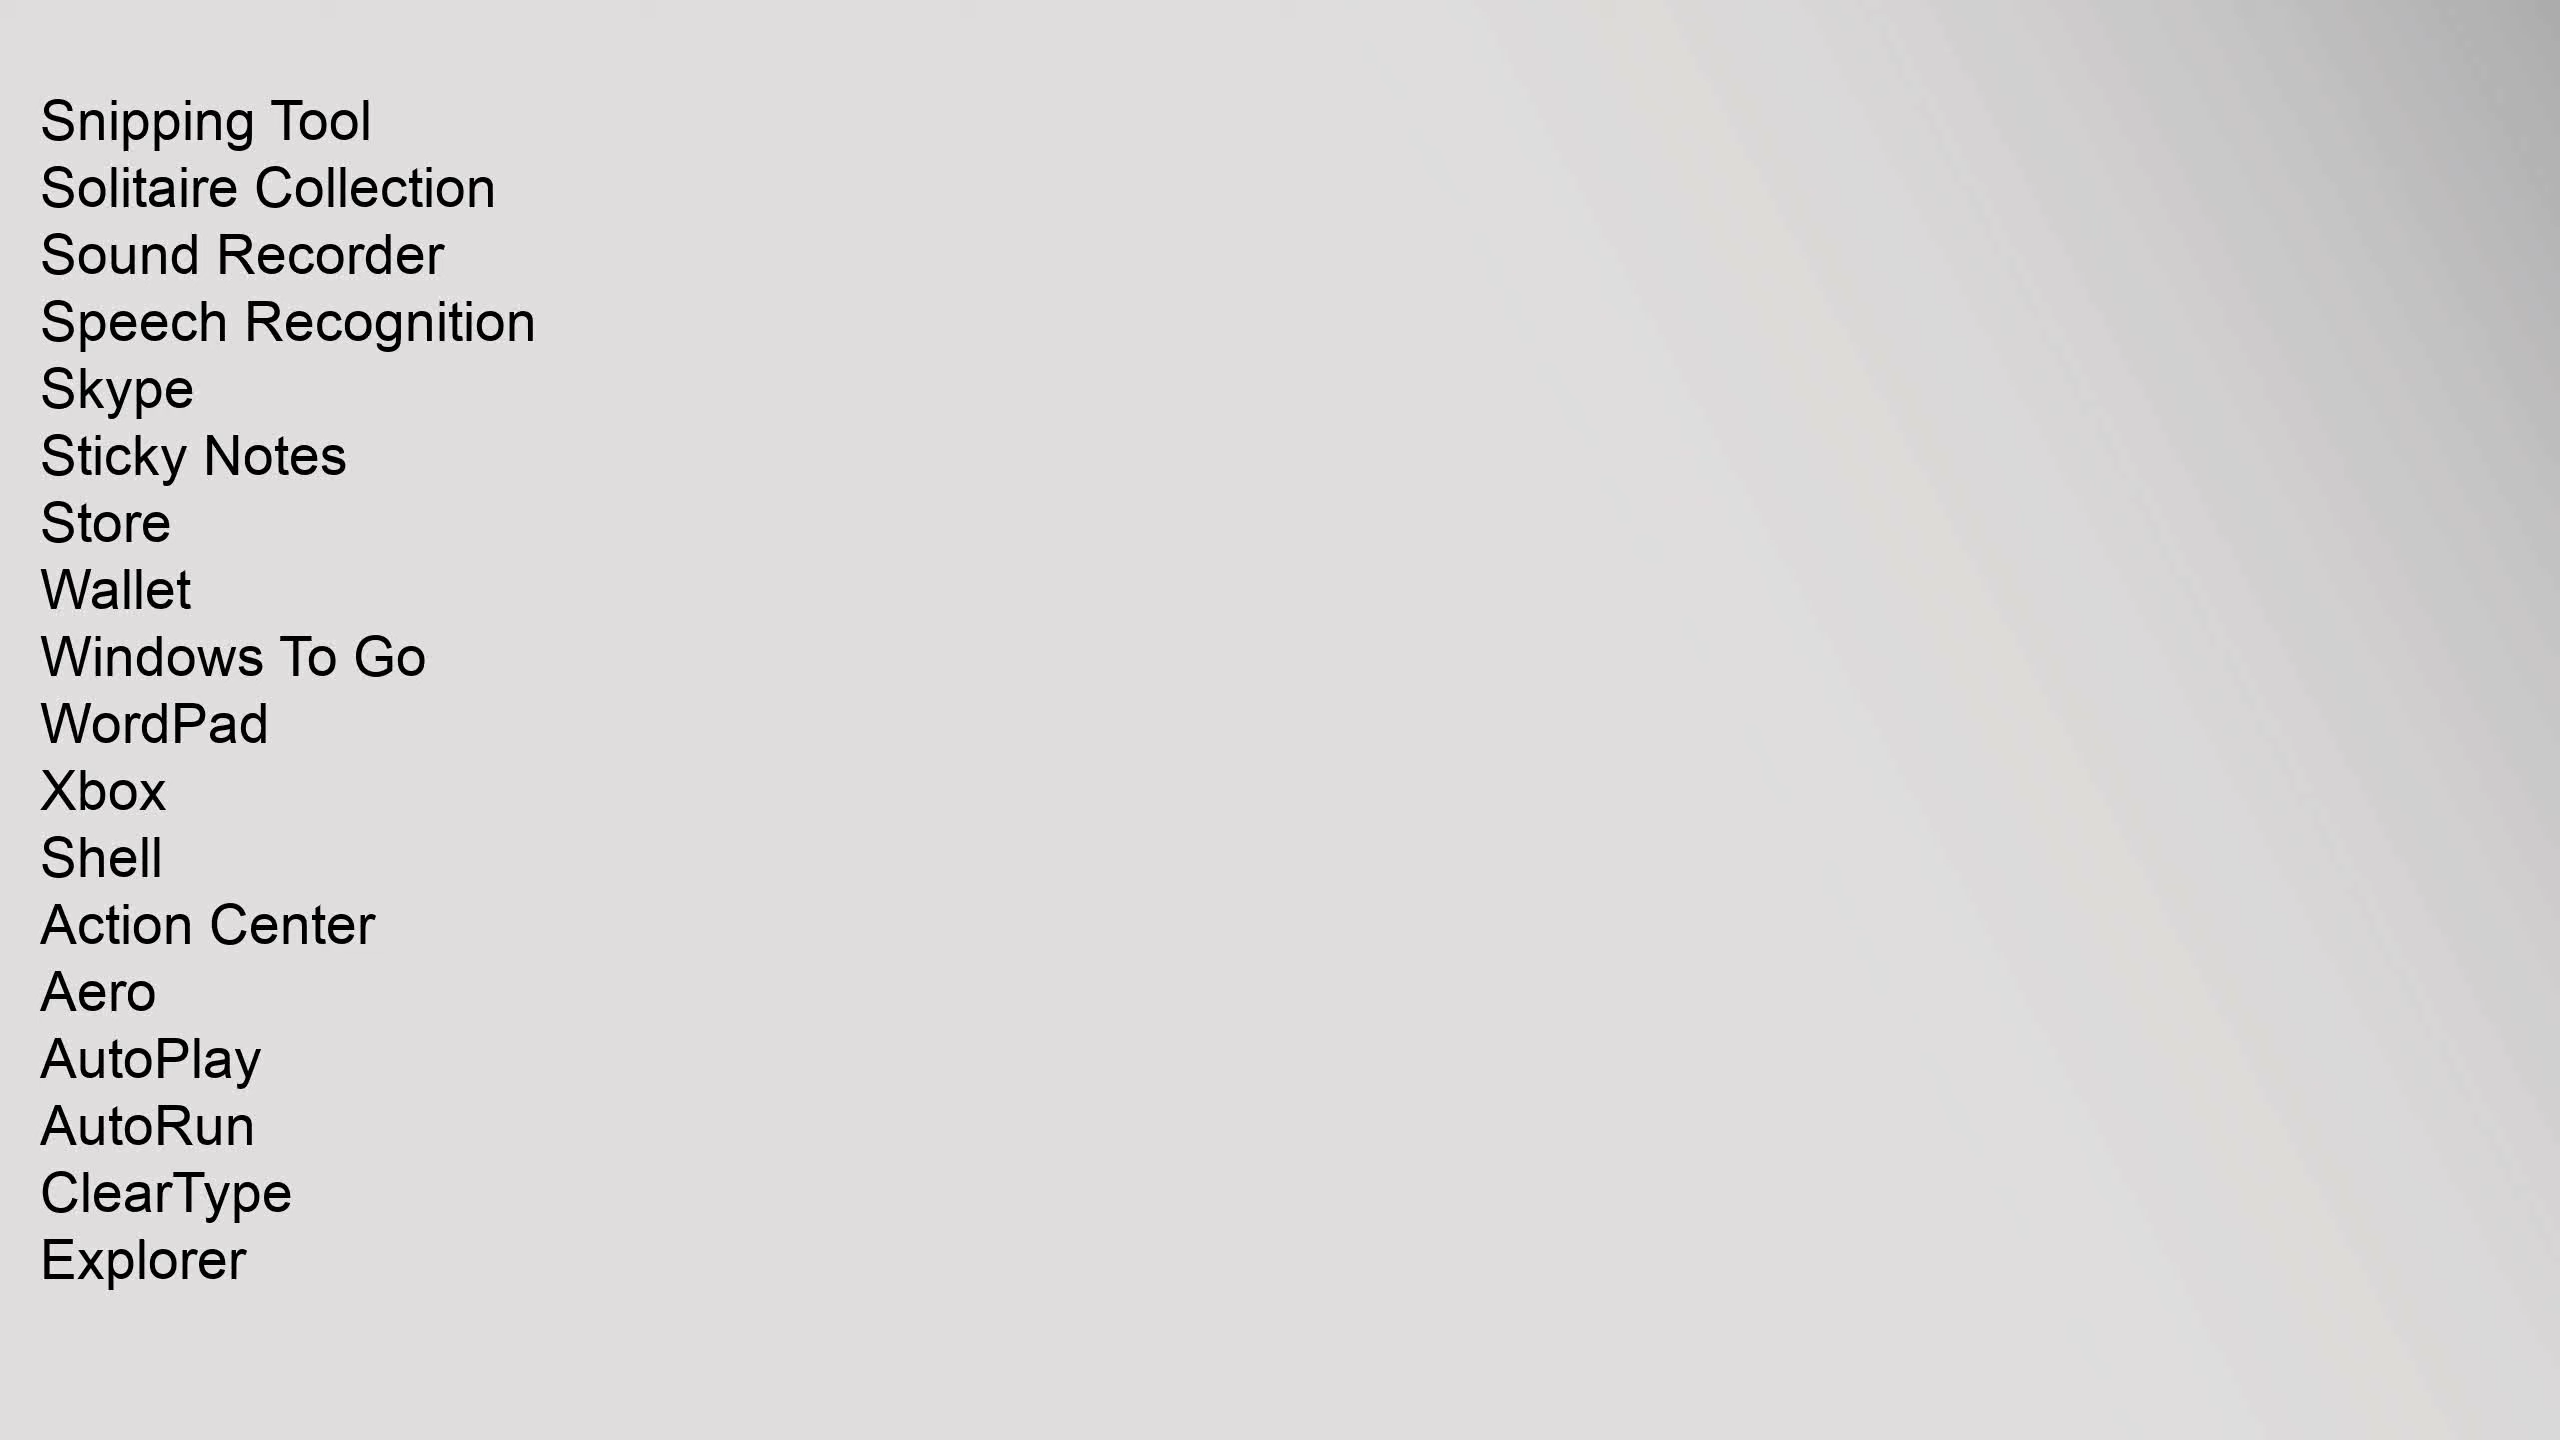 Snipping Tool
Solitaire Collection
Sound Recorder
Speech Recognition
Skype
Sticky Notes
Store
Wallet
Windows To Go
WordPad
Xbox
Shell
Action Center
Aero
AutoPlay
AutoRun
ClearType
Explorer